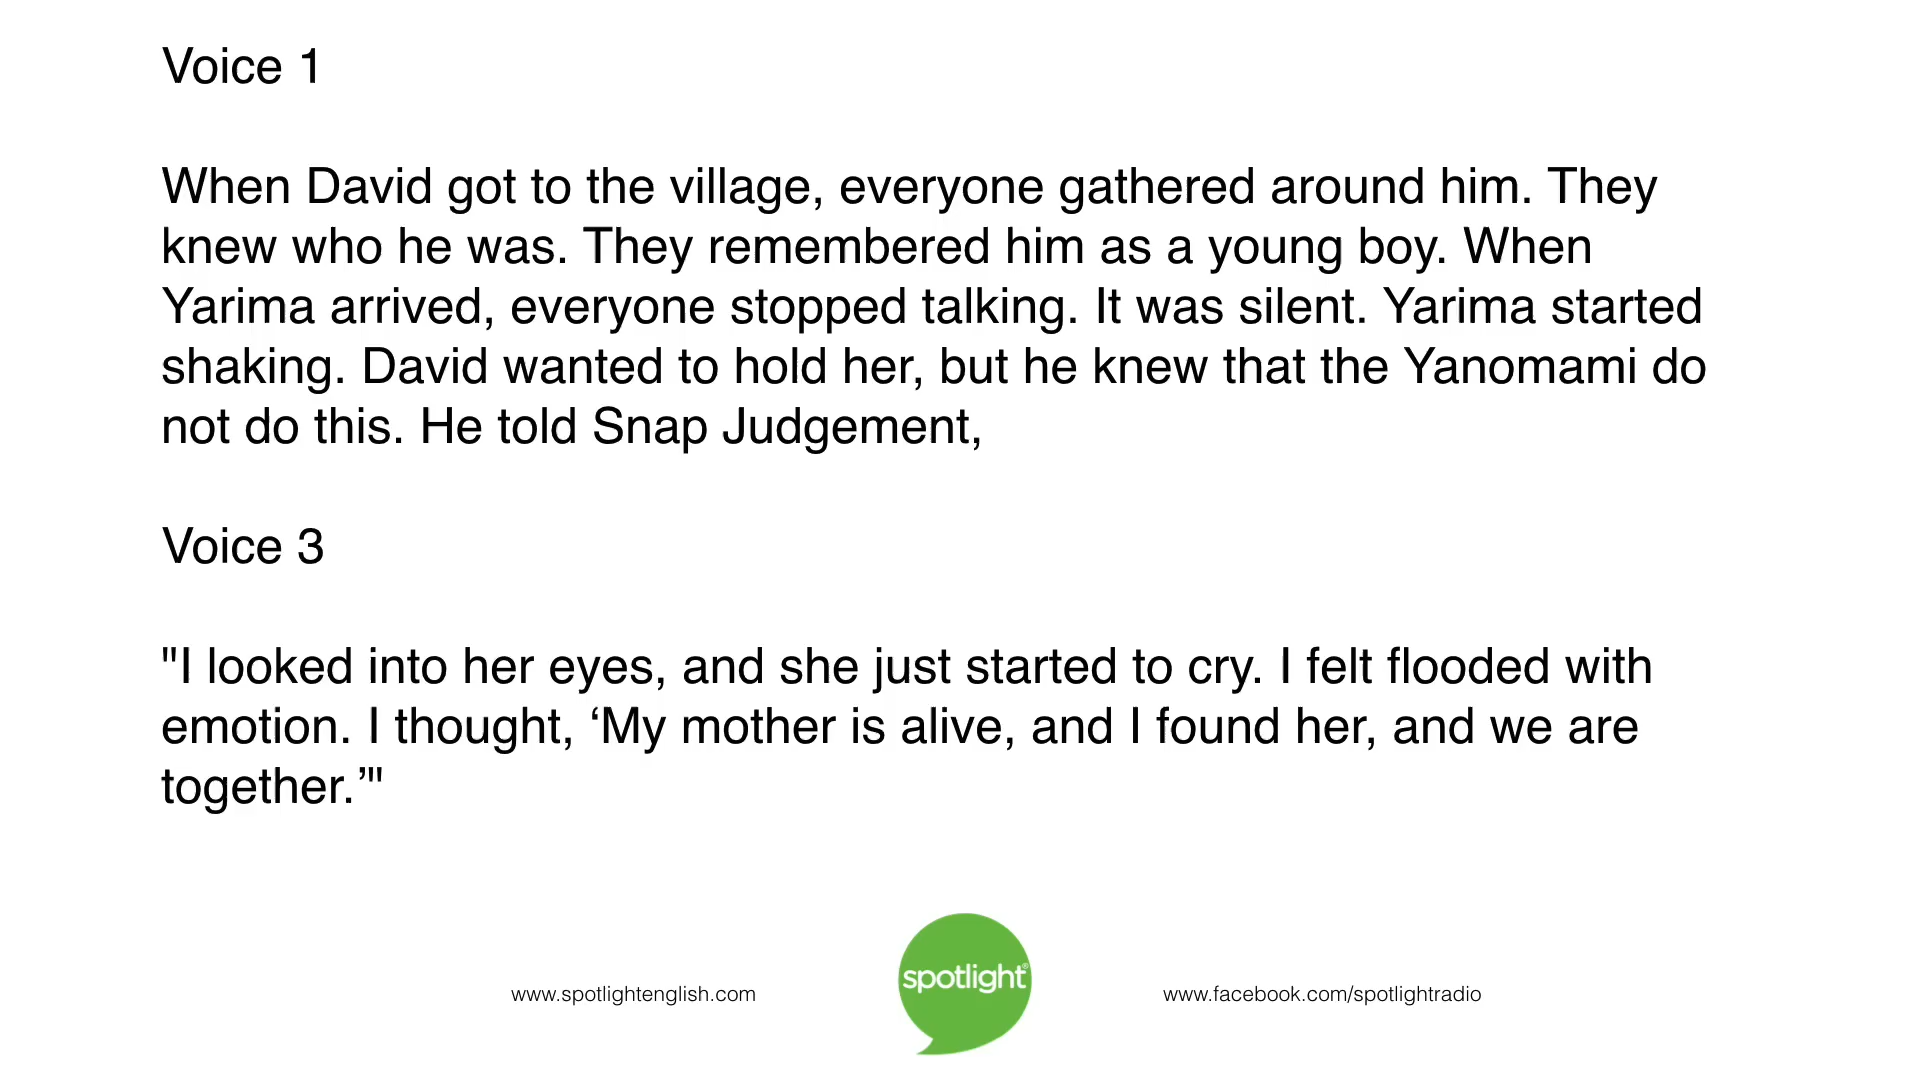 Voice 1
When David got to the village, everyone gathered around him. They
knew who he was. They remembered him as a young boy. When
Yarima arrived, everyone stopped talking. It was silent. Yarima started
shaking. David wanted to hold her, but he knew that the Yanomami do
not do this. He told Snap Judgement,
Voice 3
"I looked into her eyes, and she just started to cry. I felt flooded with
emotion. I thought, ‘My mother is alive, and I found her, and we are
together.’"
www.spotlightenglish.com
spotlight®
www.facebook.com/spotlightradio